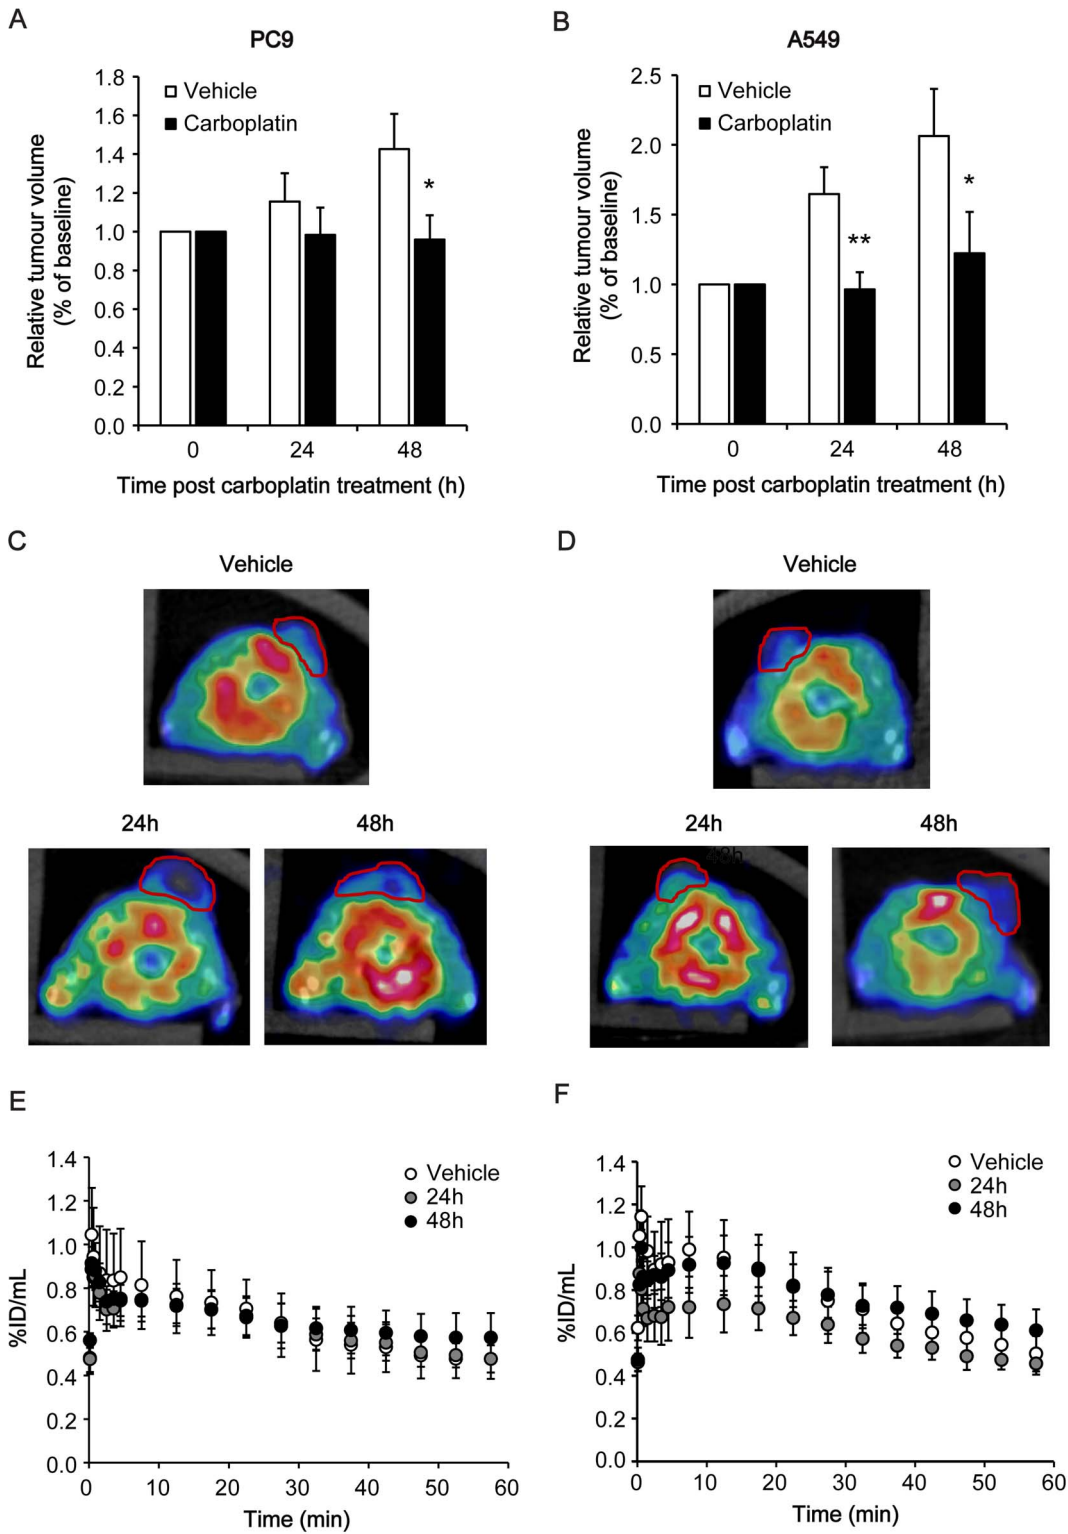 A
PC9
Vehicle
Carboplatin
Relative tumour volume
(% of baseline)
1.8
1.6
1.4
1.2
1.0
0.8
0.6
0.4
0.2
0.0
*
0 24 48
Time post carboplatin treatment (h)
B
A549
Vehicle
Carboplatin
Relative tumour volume
(% of baseline)
2.5
2.0
1.5
1.0
0.5
0.0
**
*
0 24 48
Time post carboplatin treatment (h)
C
Vehicle
24h 48h
D
Vehicle
24h 48h
48h
E
%ID/mL
1.4
1.2
1.0
0.8
0.6
0.4
0.2
0.0
Vehicle
24h
48h
0 10 20 30 40 50 60
Time (min)
F
%ID/mL
1.4
1.2
1.0
0.8
0.6
0.4
0.2
0.0
Vehicle
24h
48h
0 10 20 30 40 50 60
Time (min)